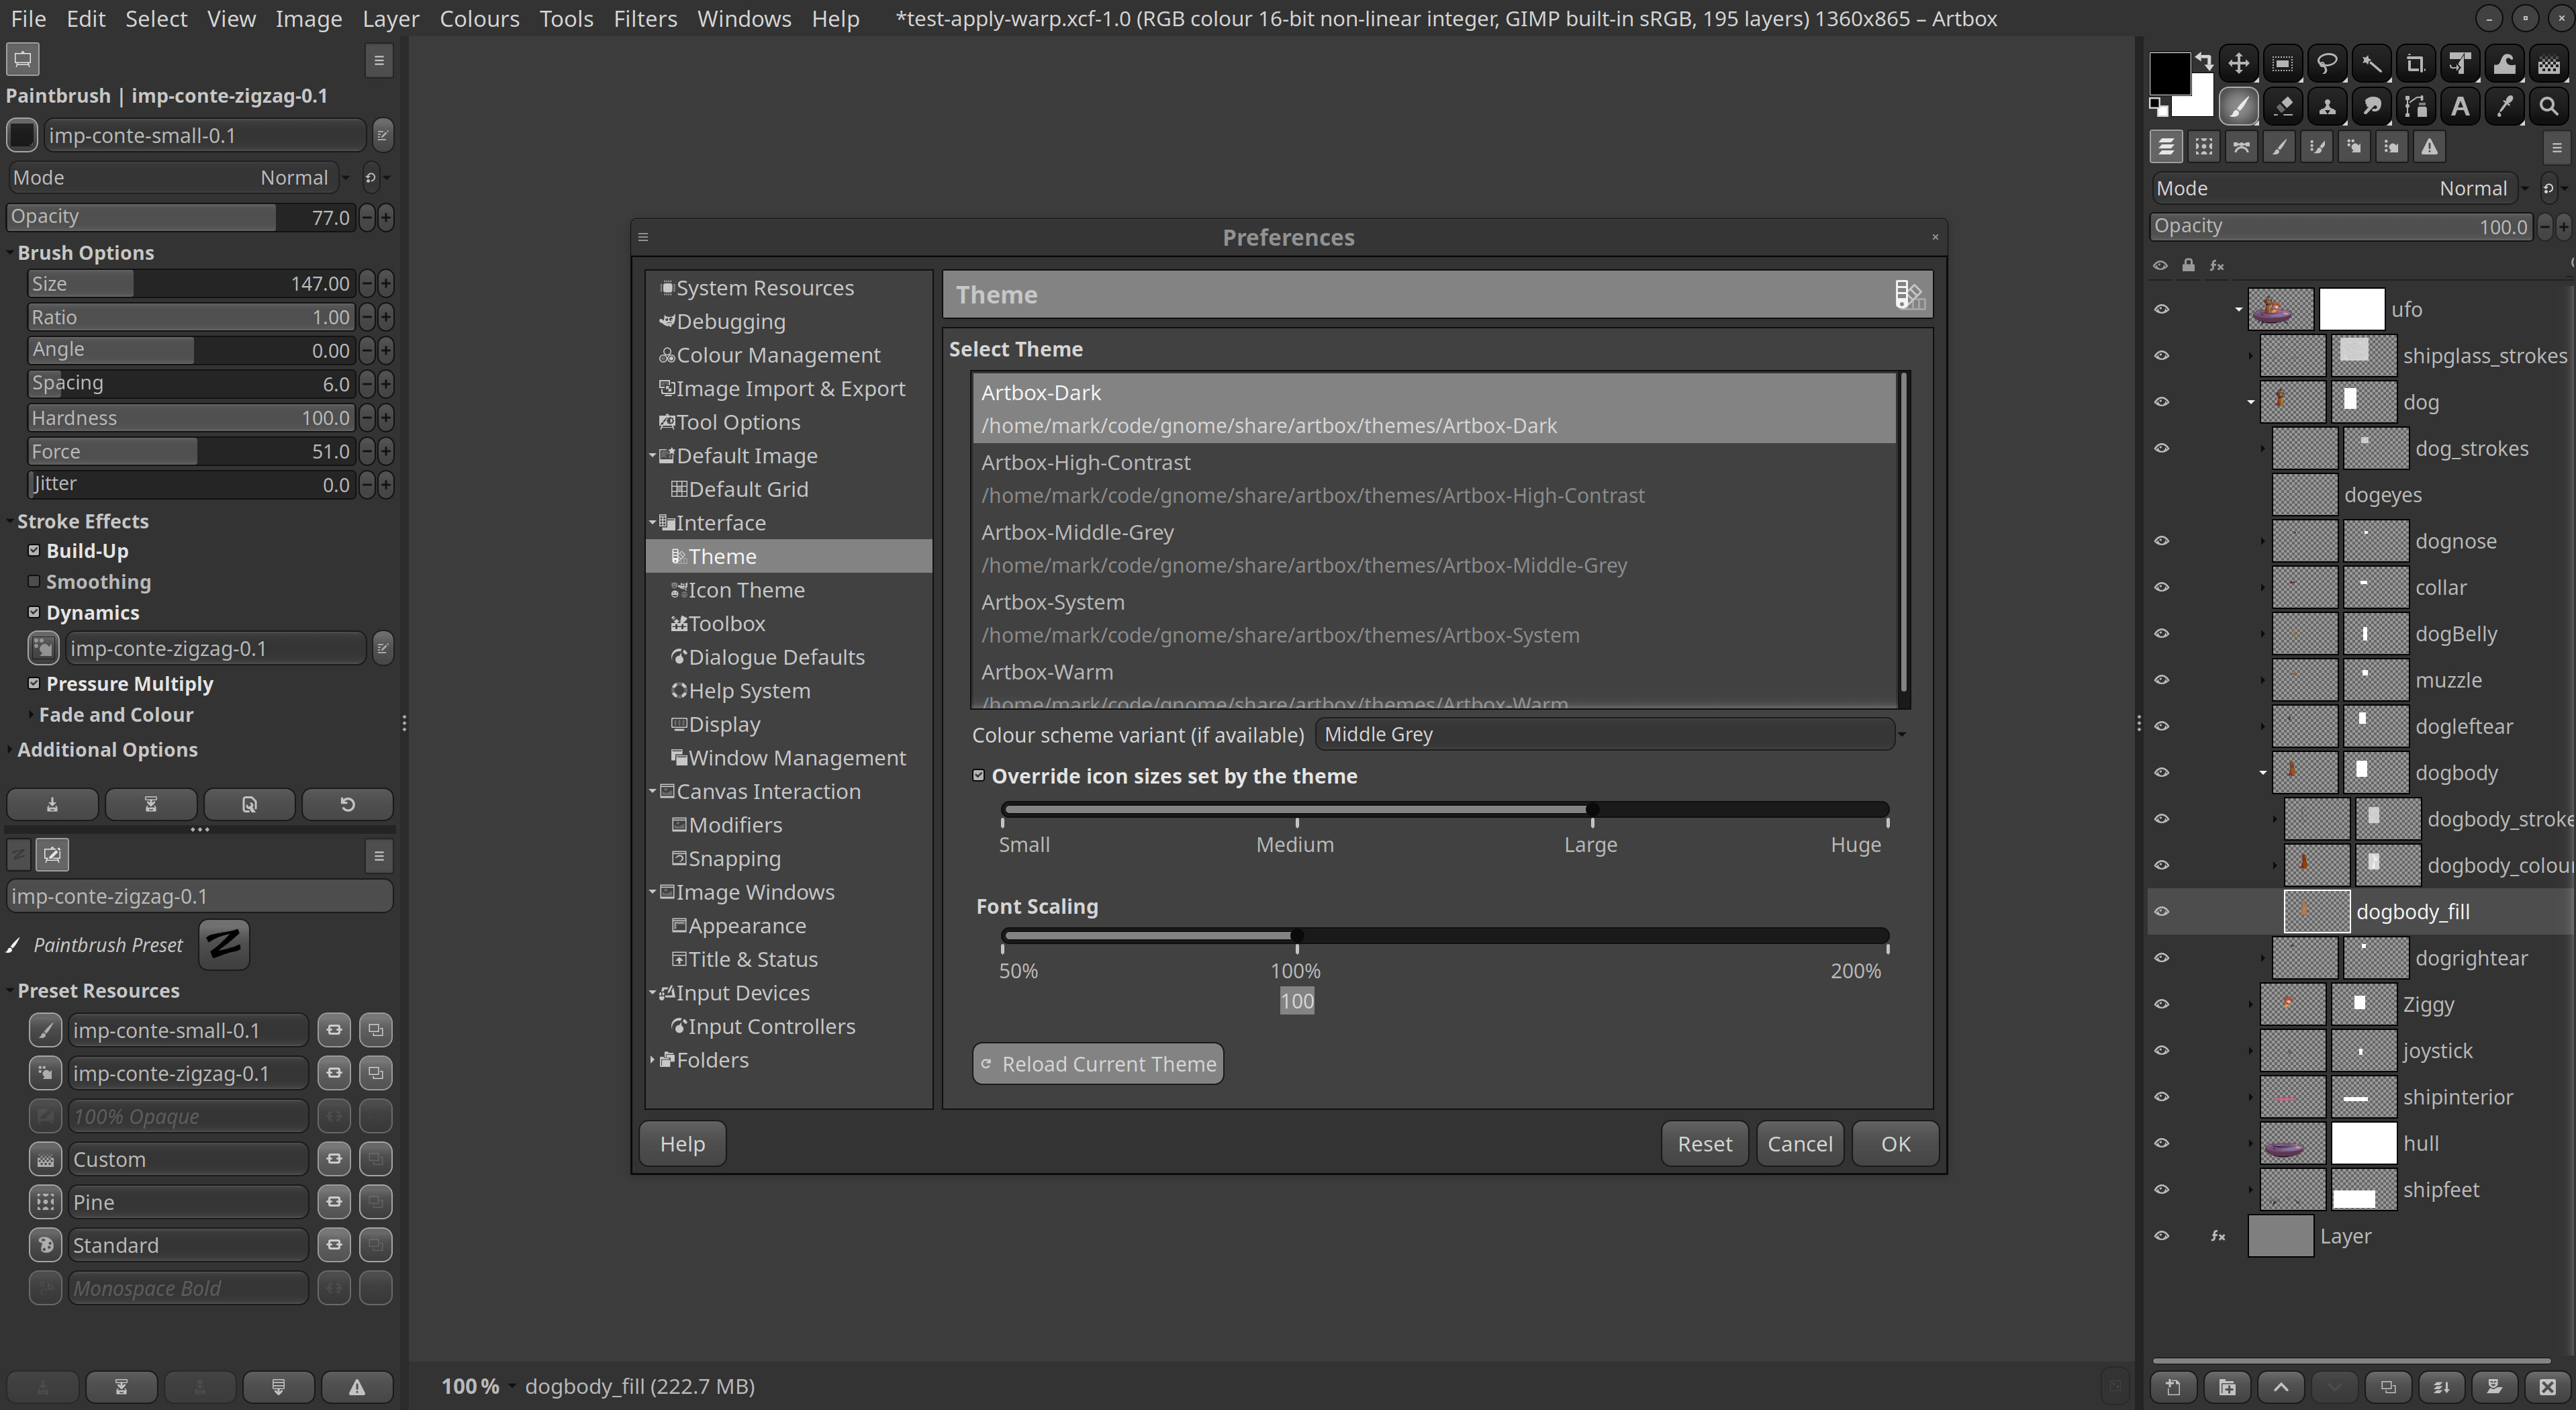 File Edit Select View Image Layer Colours Tools Filters Windows Help *test-apply-warp.xcf-1.0 (RGB colour 16-bit non-linear integer, GIMP built-in sRGB, 195 layers) 1360x865 – Artbox
Paintbrush | imp-conte-zigzag-0.1
imp-conte-small-0.1
Mode Normal
Opacity 77.0
Brush Options
Size 147.00
Ratio 1.00
Angle 0.00
Spacing 6.0
Hardness 100.0
Force 51.0
Jitter 0.0
Stroke Effects
Build-Up
Smoothing
Dynamics
imp-conte-zigzag-0.1
Pressure Multiply
Fade and Colour
Additional Options
imp-conte-zigzag-0.1
Paintbrush Preset
Preset Resources
imp-conte-small-0.1
imp-conte-zigzag-0.1
100% Opaque
Custom
Pine
Standard
Monospace Bold
Preferences
System Resources
Debugging
Colour Management
Image Import & Export
Tool Options
Default Image
Default Grid
Interface
Theme
Icon Theme
Toolbox
Dialogue Defaults
Help System
Display
Window Management
Canvas Interaction
Modifiers
Snapping
Image Windows
Appearance
Title & Status
Input Devices
Input Controllers
Folders
Theme
Select Theme
Artbox-Dark
/home/mark/code/gnome/share/artbox/themes/Artbox-Dark
Artbox-High-Contrast
/home/mark/code/gnome/share/artbox/themes/Artbox-High-Contrast
Artbox-Middle-Grey
/home/mark/code/gnome/share/artbox/themes/Artbox-Middle-Grey
Artbox-System
/home/mark/code/gnome/share/artbox/themes/Artbox-System
Artbox-Warm
/home/mark/code/gnome/share/artbox/themes/Artbox-Warm
Colour scheme variant (if available) Middle Grey
Override icon sizes set by the theme
Small Medium Large Huge
Font Scaling
50% 100% 200%
100
Reload Current Theme
Help Reset Cancel OK
100 % dogbody_fill (222.7 MB)
Mode Normal
Opacity 100.0
fx
ufo
shipglass_strokes
dog
dog_strokes
dogeyes
dognose
collar
dogBelly
muzzle
dogleftear
dogbody
dogbody_stroke
dogbody_colour
dogbody_fill
dogrightear
Ziggy
joystick
shipinterior
hull
shipfeet
fx Layer